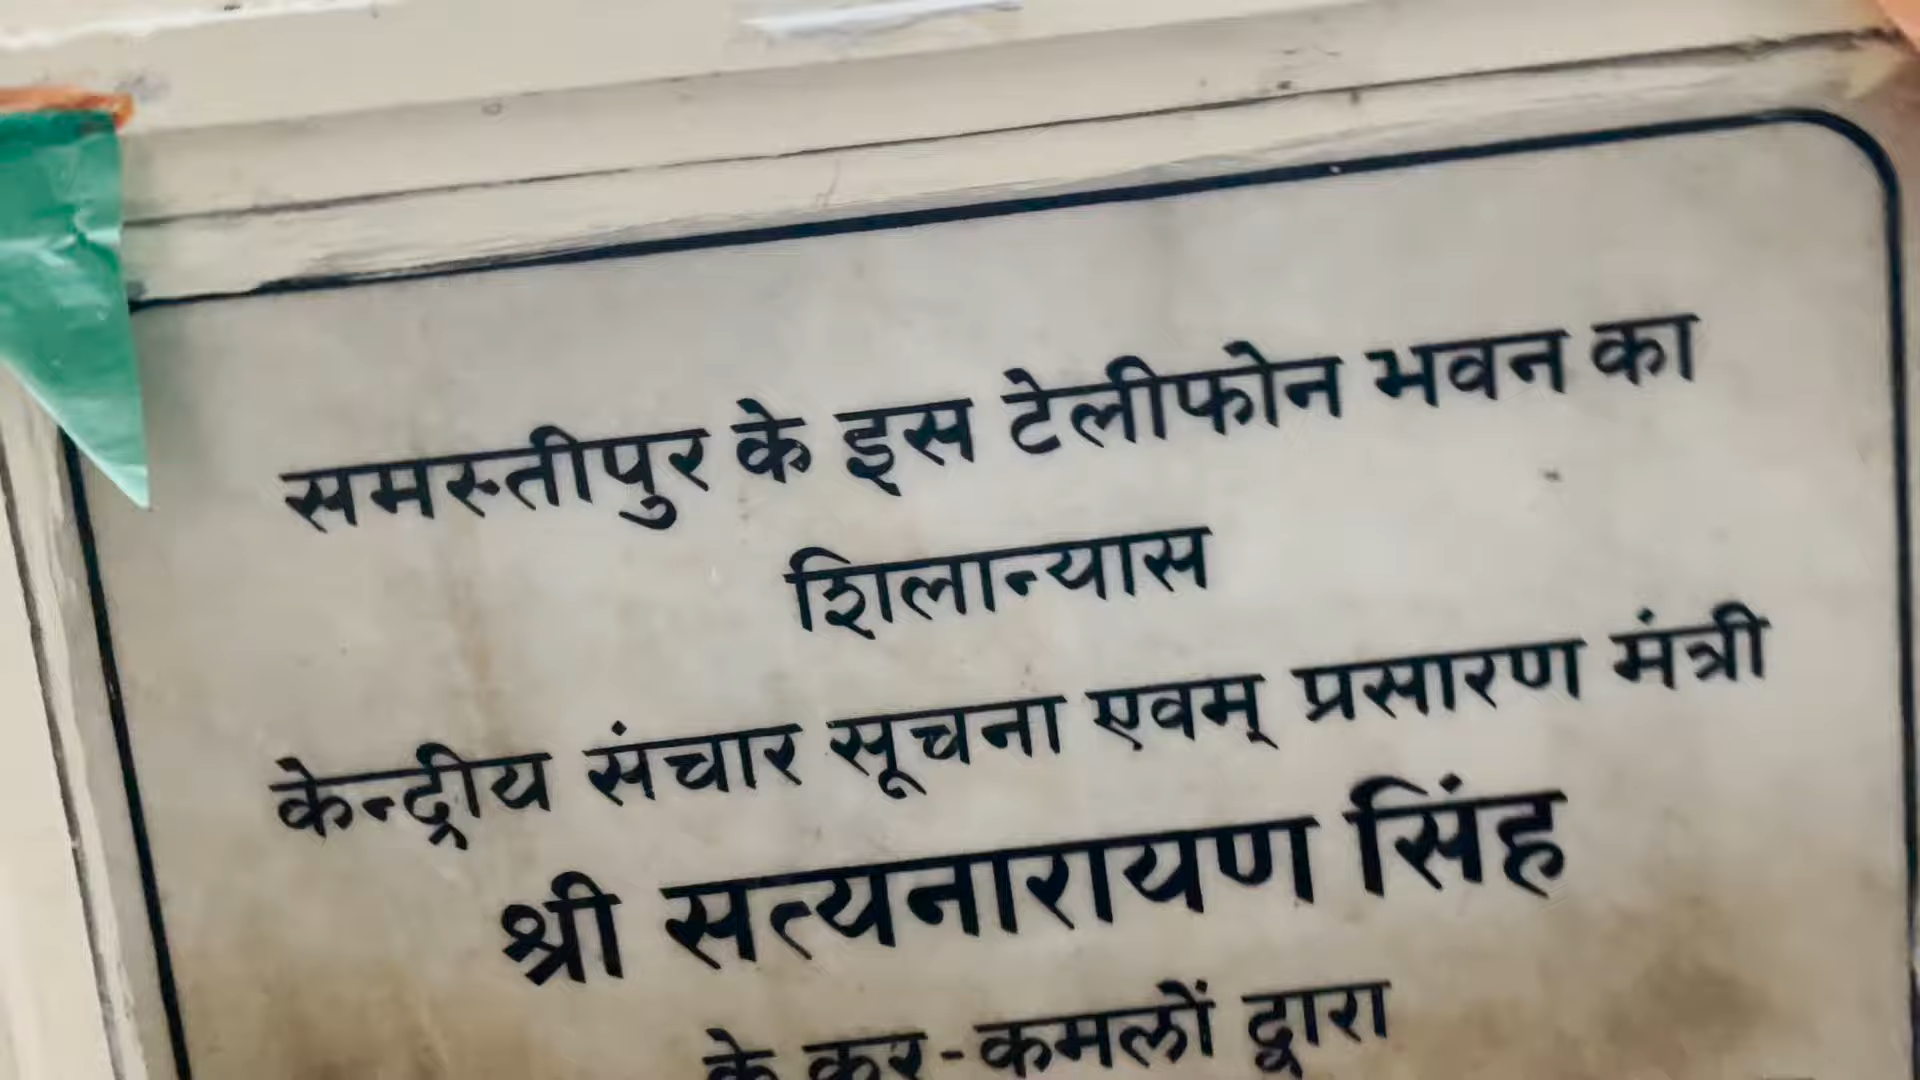 समस्तीपुर के इस टेलीफोन भवन का
शिलान्यास
केन्द्रीय संचार सूचना एवम् प्रसारण मंत्री
श्री सत्यनारायण सिंह
के कर-कमलों द्वारा